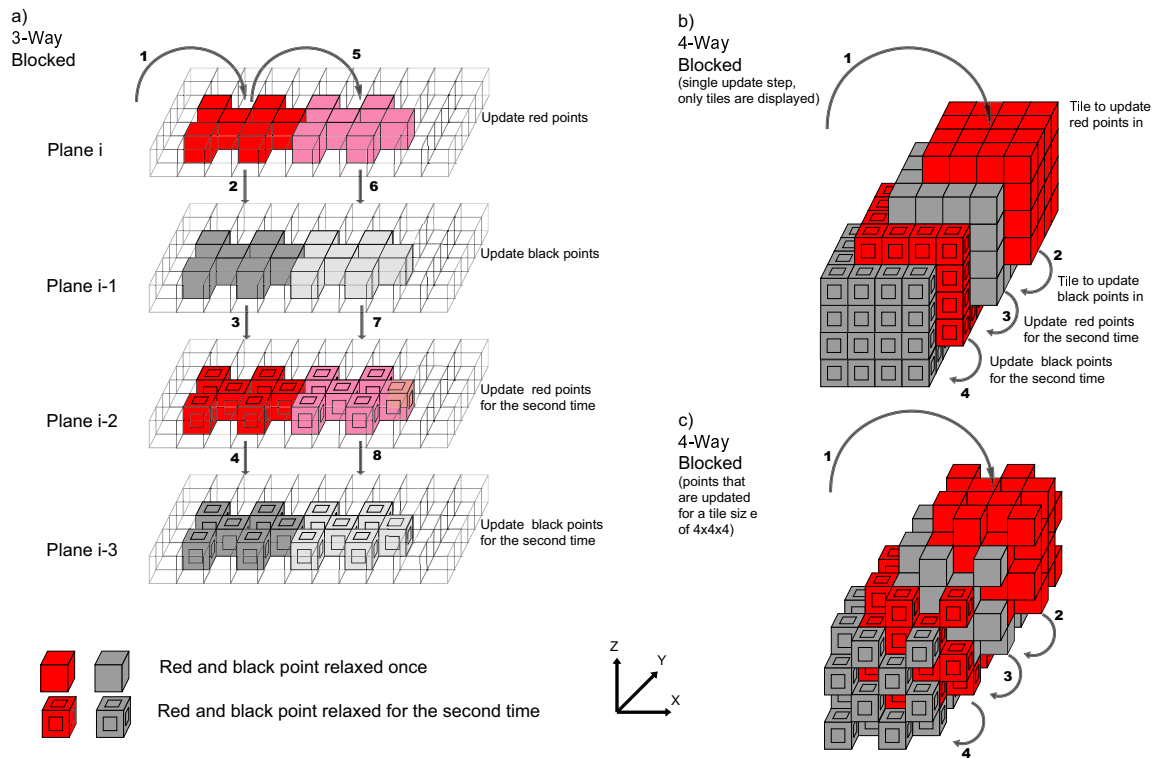 a)
3-Way
Blocked
1
5
Update red points
Plane i
2
6
Update black points
Plane i-1
3
7
Update red points
for the second time
Plane i-2
4
8
Update black points
for the second time
Plane i-3
Red and black point relaxed once
Red and black point relaxed for the second time
Z
Y
X
b)
4-Way
Blocked
(single update step,
only tiles are displayed)
1
Tile to update
red points in
2
Tile to update
black points in
3
Update red points
for the second time
Update black points
for the second time
4
c)
4-Way
Blocked
(points that
are updated
for a tile siz e
of 4x4x4)
1
2
3
4